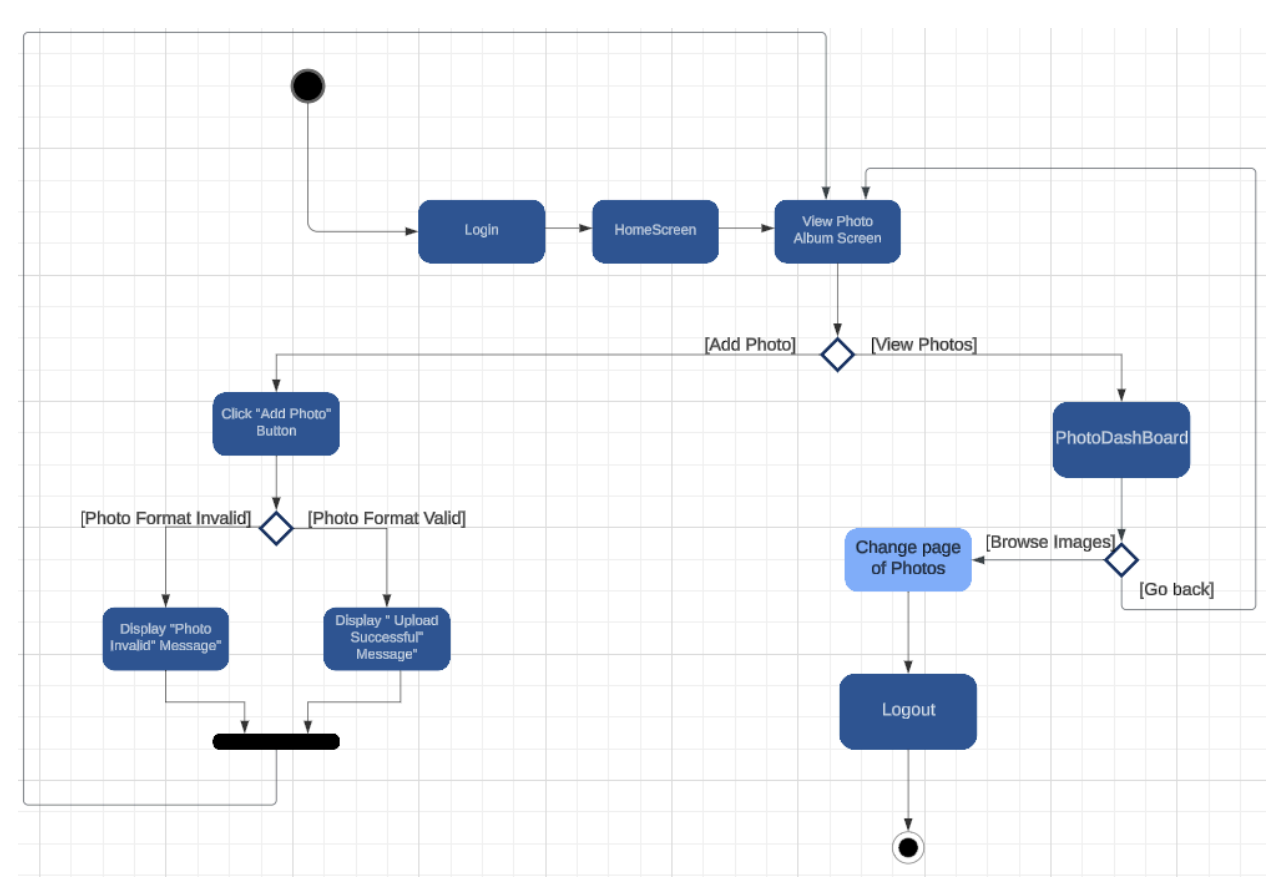 Login
HomeScreen
View Photo
Album Screen
[Add Photo]
[View Photos]
Click "Add Photo"
Button
PhotoDashBoard
[Photo Format Invalid]
[Photo Format Valid]
Change page
of Photos
[Browse Images]
[Go back]
Display "Photo
Invalid" Message"
Display " Upload
Successful"
Message"
Logout